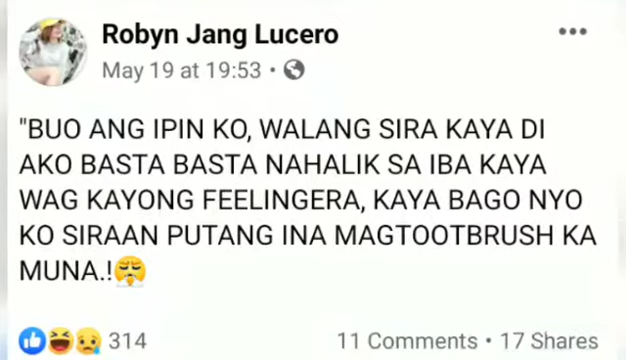 Robyn Jang Lucero
May 19 at 19:53 •
"BUO ANG IPIN KO, WALANG SIRA KAYA DI
AKO BASTA BASTA NAHALIK SA IBA KAYA
WAG KAYONG FEELINGERA, KAYA BAGO NYO
KO SIRAAN PUTANG INA MAGTOOTBRUSH KA
MUNA.!😤
314 11 Comments • 17 Shares